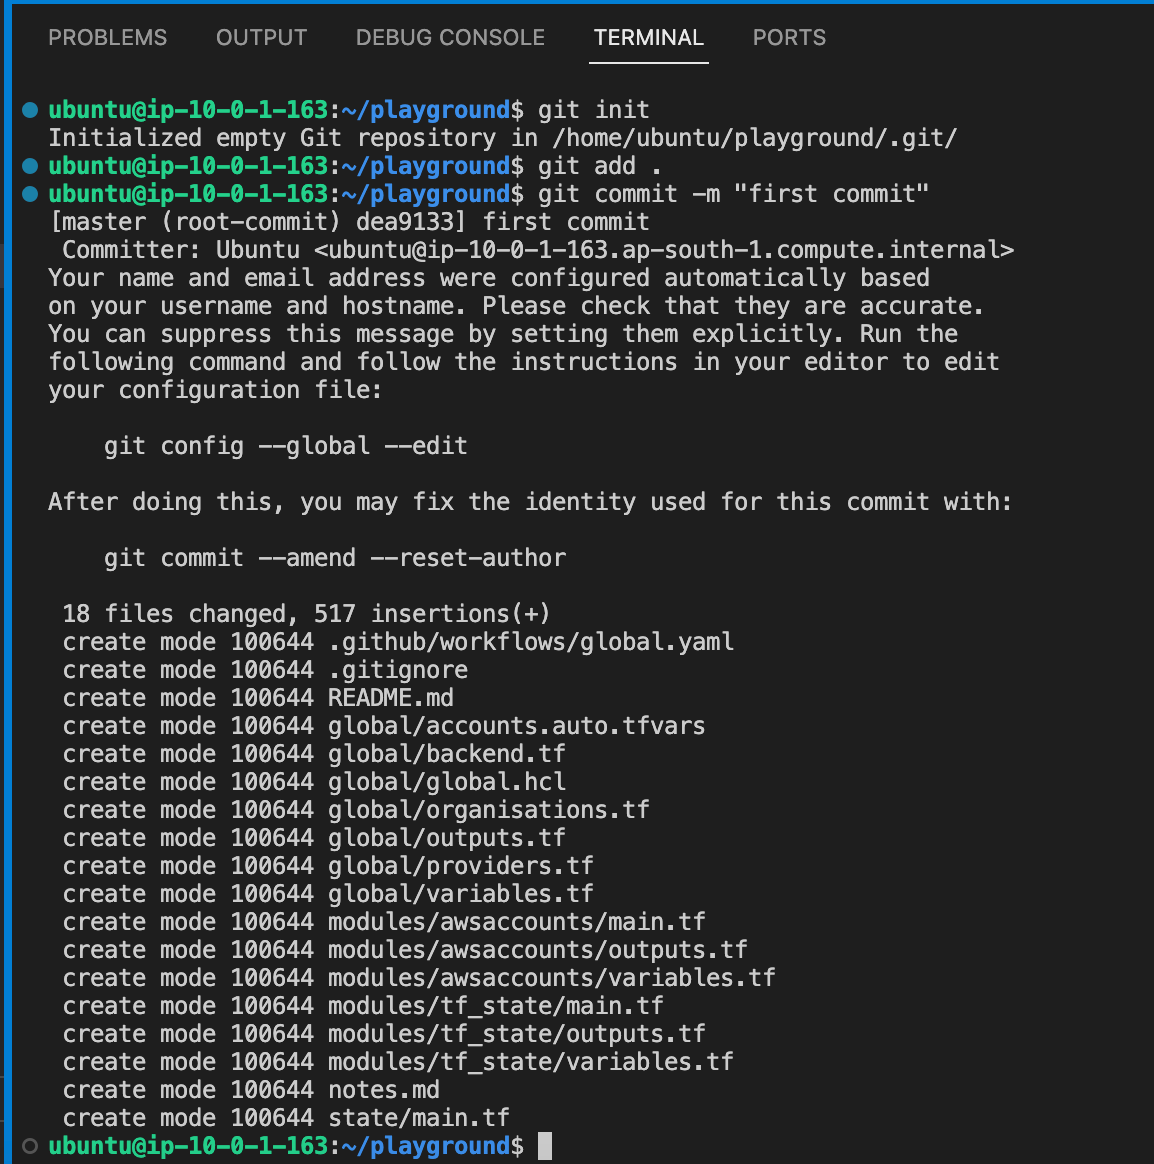 PROBLEMS OUTPUT DEBUG CONSOLE TERMINAL PORTS
ubuntu@ip-10-0-1-163:~/playground$ git init
Initialized empty Git repository in /home/ubuntu/playground/.git/
ubuntu@ip-10-0-1-163:~/playground$ git add .
ubuntu@ip-10-0-1-163:~/playground$ git commit -m "first commit"
[master (root-commit) dea9133] first commit
 Committer: Ubuntu <ubuntu@ip-10-0-1-163.ap-south-1.compute.internal>
Your name and email address were configured automatically based
on your username and hostname. Please check that they are accurate.
You can suppress this message by setting them explicitly. Run the
following command and follow the instructions in your editor to edit
your configuration file:
    git config --global --edit
After doing this, you may fix the identity used for this commit with:
    git commit --amend --reset-author
 18 files changed, 517 insertions(+)
 create mode 100644 .github/workflows/global.yaml
 create mode 100644 .gitignore
 create mode 100644 README.md
 create mode 100644 global/accounts.auto.tfvars
 create mode 100644 global/backend.tf
 create mode 100644 global/global.hcl
 create mode 100644 global/organisations.tf
 create mode 100644 global/outputs.tf
 create mode 100644 global/providers.tf
 create mode 100644 global/variables.tf
 create mode 100644 modules/awsaccounts/main.tf
 create mode 100644 modules/awsaccounts/outputs.tf
 create mode 100644 modules/awsaccounts/variables.tf
 create mode 100644 modules/tf_state/main.tf
 create mode 100644 modules/tf_state/outputs.tf
 create mode 100644 modules/tf_state/variables.tf
 create mode 100644 notes.md
 create mode 100644 state/main.tf
ubuntu@ip-10-0-1-163:~/playground$